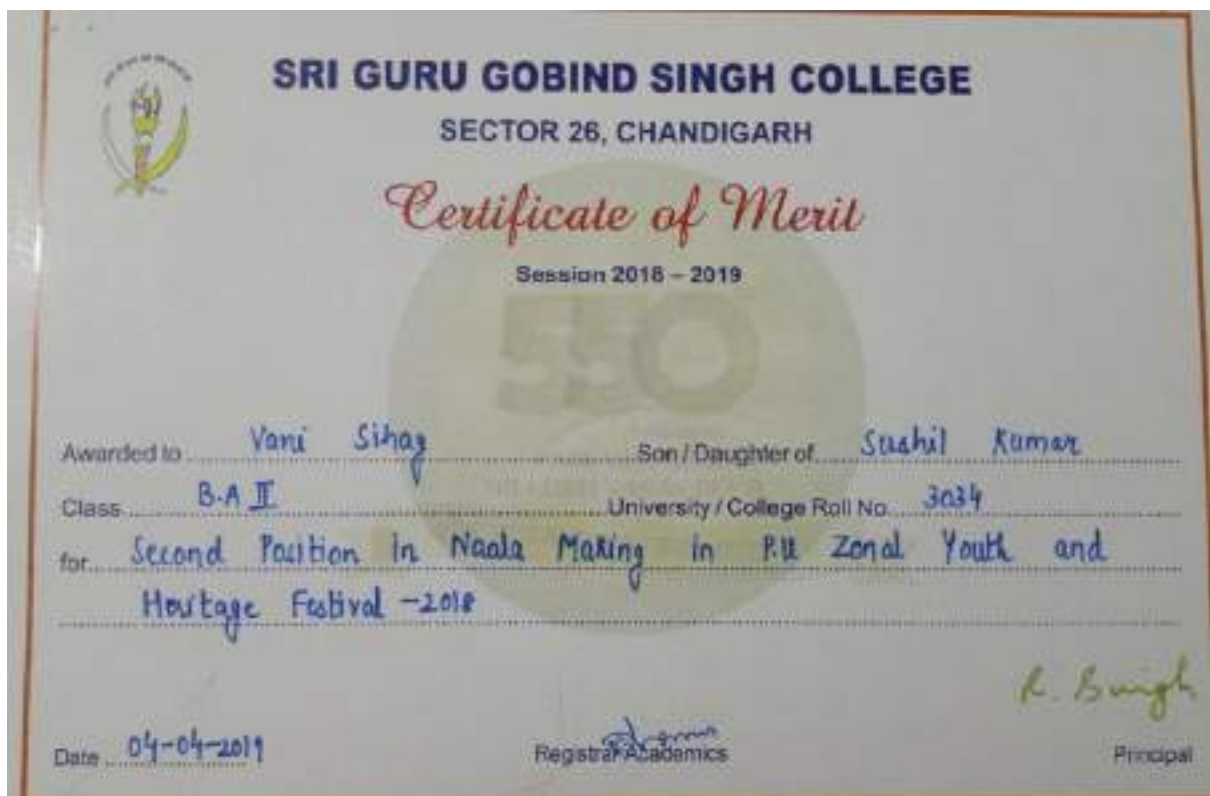 SRI GURU GOBIND SINGH COLLEGE
SECTOR 26, CHANDIGARH
Certificate of Merit
Session 2018 – 2019
550
Awarded to Vani Sihag Son / Daughter of Sushil Kumar
Class B.A II University / College Roll No. 3034
for Second Position in Naala Making in P.U Zonal Youth and
Heritage Festival - 2018
R. Singh
Date 04-04-2019 Registrar Academics Principal